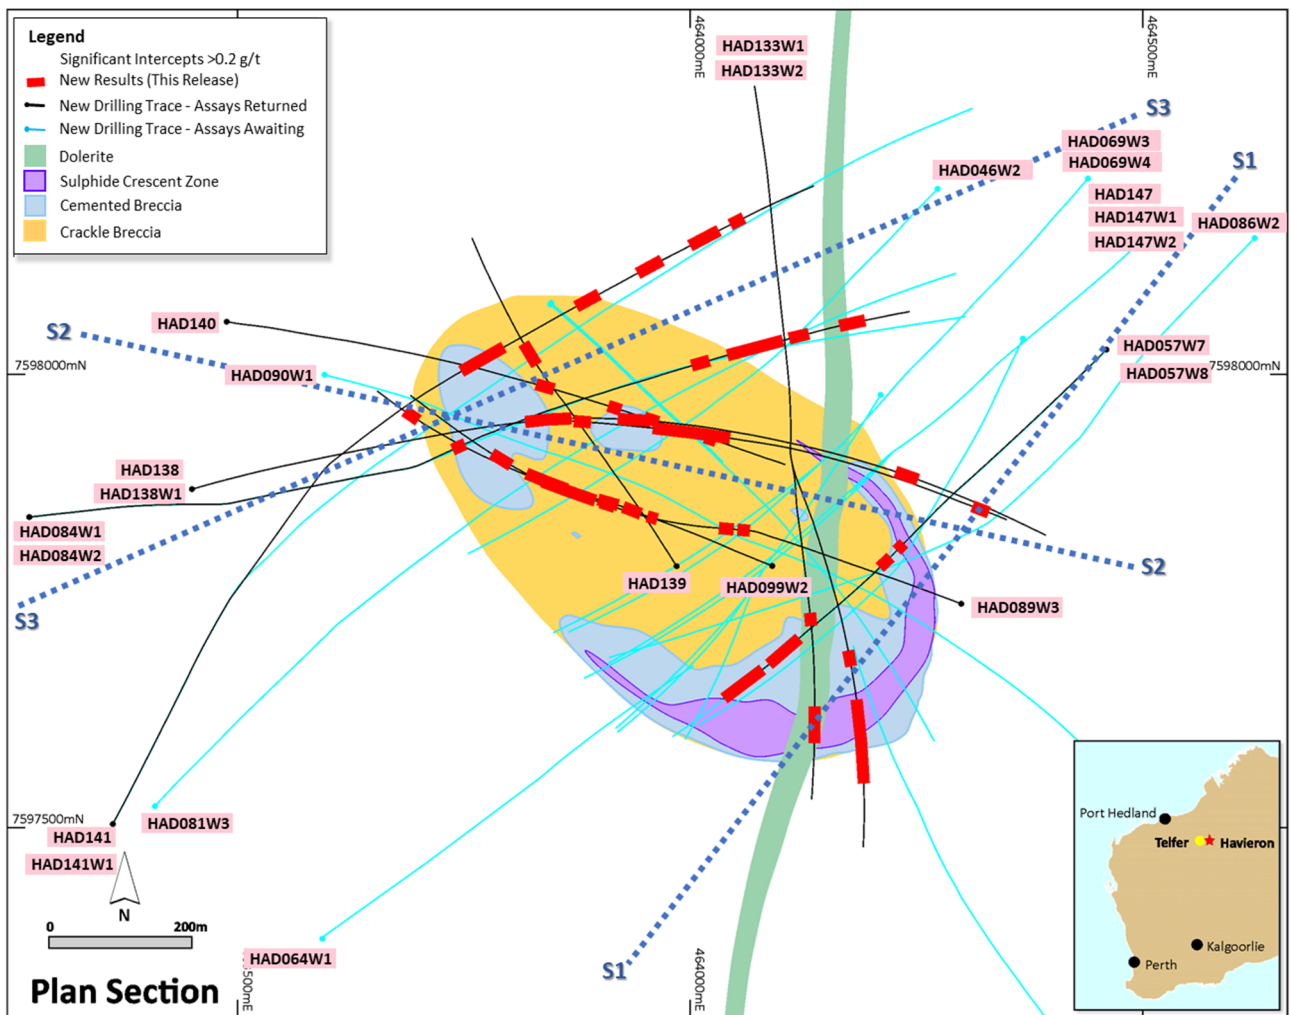 Legend
Significant Intercepts >0.2 g/t
New Results (This Release)
New Drilling Trace - Assays Returned
New Drilling Trace - Assays Awaiting
Dolerite
Sulphide Crescent Zone
Cemented Breccia
Crackle Breccia
464000mE
464500mE
HAD133W1
HAD133W2
S3
HAD069W3
HAD069W4
S1
HAD046W2
HAD147
HAD147W1
HAD147W2
HAD086W2
HAD140
S2
7598000mN
HAD090W1
HAD057W7
HAD057W8
7598000mN
HAD138
HAD138W1
HAD084W1
HAD084W2
S3
S2
HAD139
HAD099W2
HAD089W3
7597500mN
HAD141
HAD141W1
HAD081W3
N
0
200m
HAD064W1
500mE
464000mE
S1
Plan Section
Port Hedland
Telfer
Havieron
Kalgoorlie
Perth